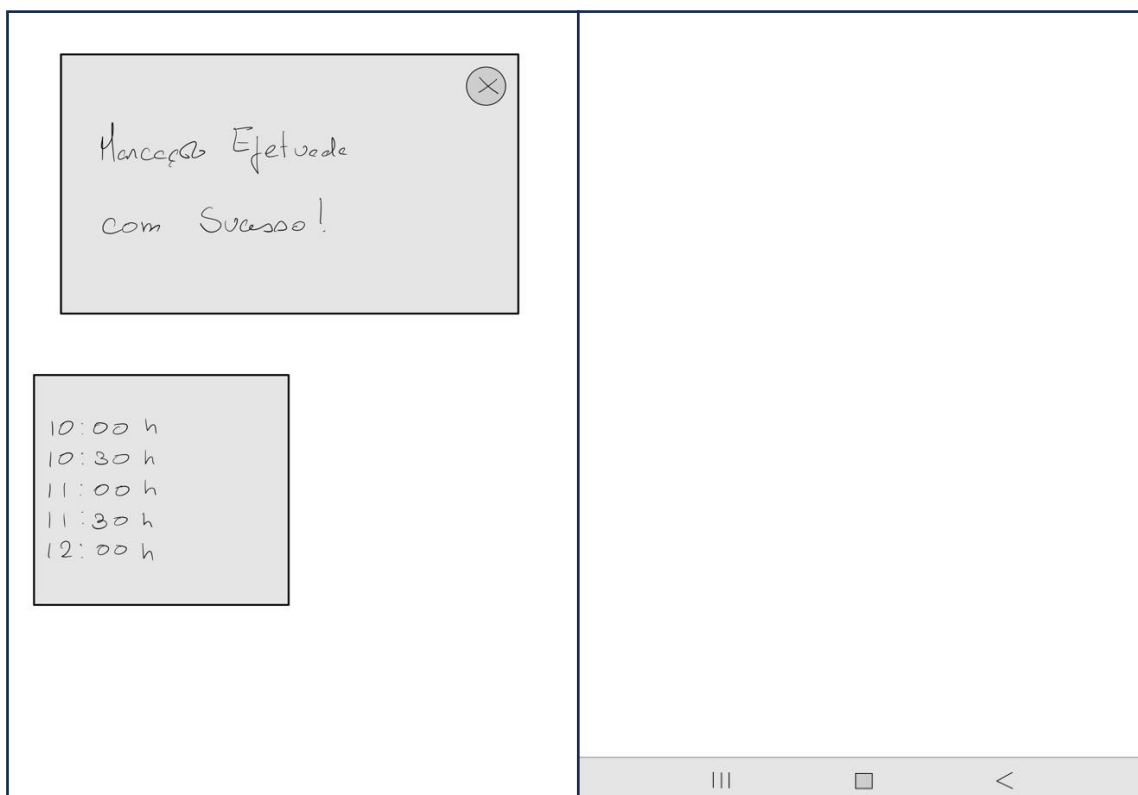 Marcação Efetuada
com Sucesso!
10:00 h
10:30 h
11:00 h
11:30 h
12:00 h